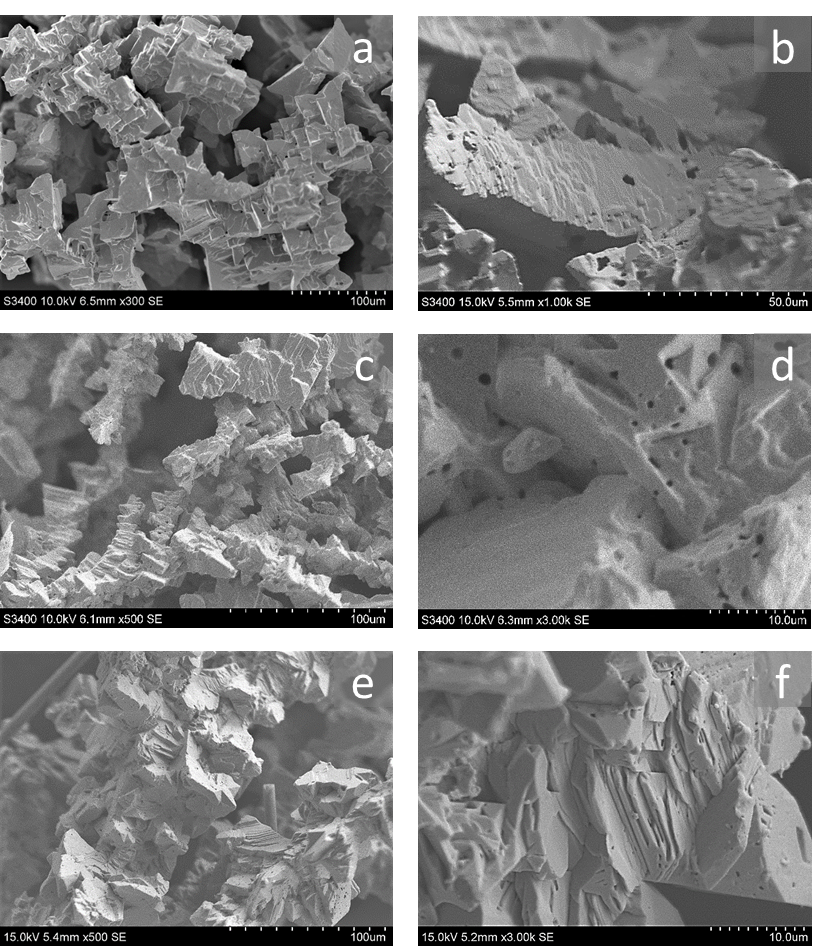 a
S3400 10.0kV 6.5mm x300 SE 100um
b
S3400 15.0kV 5.5mm x1.00k SE 50.0um
c
S3400 10.0kV 6.1mm x500 SE 100um
d
S3400 10.0kV 6.3mm x3.00k SE 10.0um
e
15.0kV 5.4mm x500 SE 100um
f
15.0kV 5.2mm x3.00k SE 10.0um